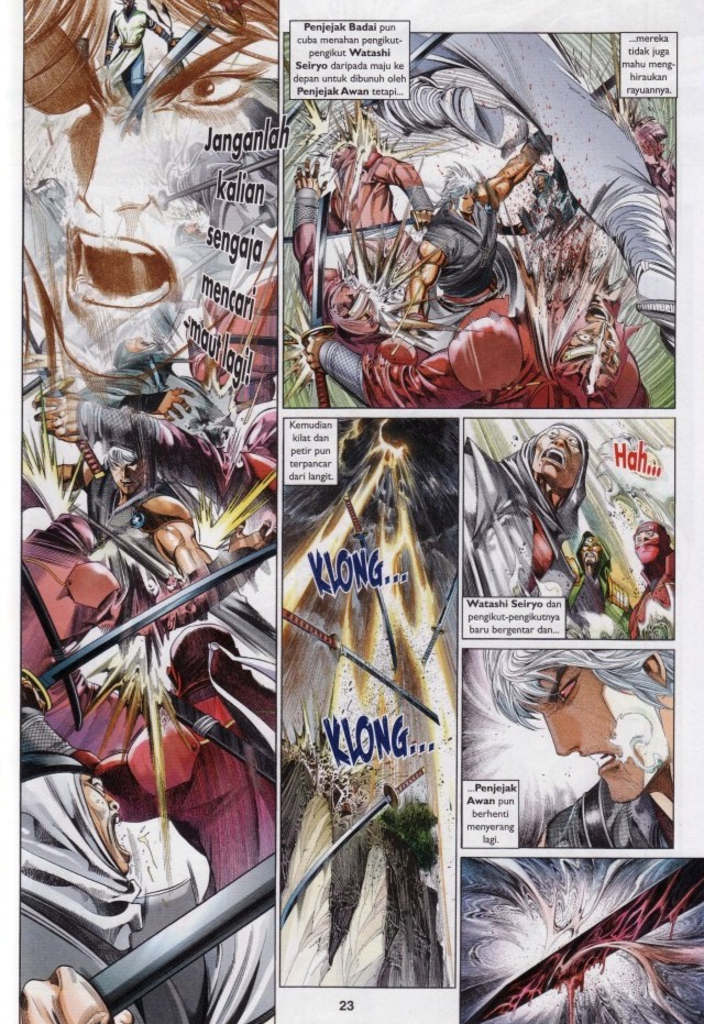 Janganlah
kalian
sengaja
mencari
-maut lagi!
Penjejak Badai pun
cuba menahan pengikut-
pengikut Watashi
Seiryo daripada maju ke
depan untuk dibunuh oleh
Penjejak Awan tetapi...
...mereka
tidak juga
mahu meng-
hiraukan
rayuannya.
Kemudian
kilat dan
petir pun
terpancar
dari langit.
KLONG...
KLONG...
Hah...
Watashi Seiryo dan
pengikut-pengikutnya
baru bergentar dan...
...Penjejak
Awan pun
berhenti
menyerang
lagi.
23